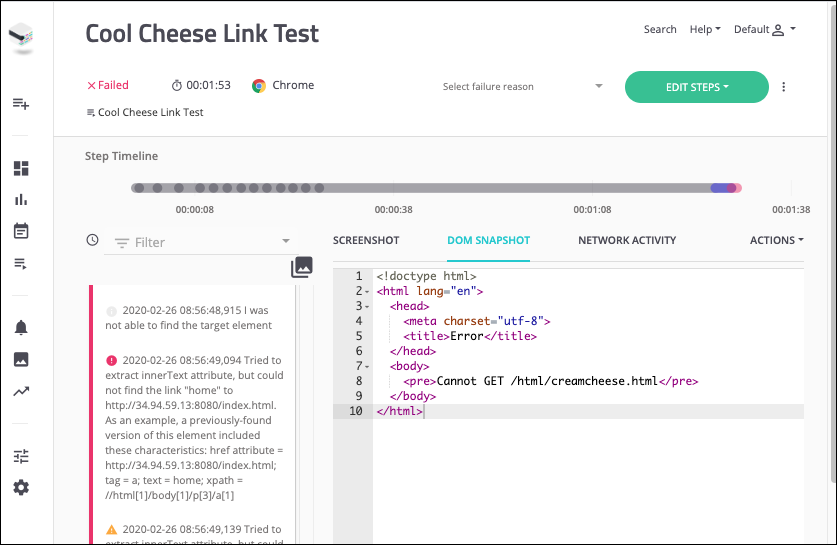 Cool Cheese Link Test
Search Help Default
Failed 00:01:53 Chrome Select failure reason EDIT STEPS
Cool Cheese Link Test
Step Timeline
00:00:08 00:00:38 00:01:08 00:01:38
Filter
SCREENSHOT DOM SNAPSHOT NETWORK ACTIVITY ACTIONS
2020-02-26 08:56:48,915 I was
not able to find the target element
2020-02-26 08:56:49,094 Tried to
extract innerText attribute, but could
not find the link "home" to
http://34.94.59.13:8080/index.html.
As an example, a previously-found
version of this element included
these characteristics: href attribute =
http://34.94.59.13:8080/index.html;
tag = a; text = home; xpath =
//html[1]/body[1]/p[3]/a[1]
2020-02-26 08:56:49,139 Tried to
extract innerText attribute, but could
1 <!doctype html>
2 <html lang="en">
3 <head>
4 <meta charset="utf-8">
5 <title>Error</title>
6 </head>
7 <body>
8 <pre>Cannot GET /html/creamcheese.html</pre>
9 </body>
10 </html>